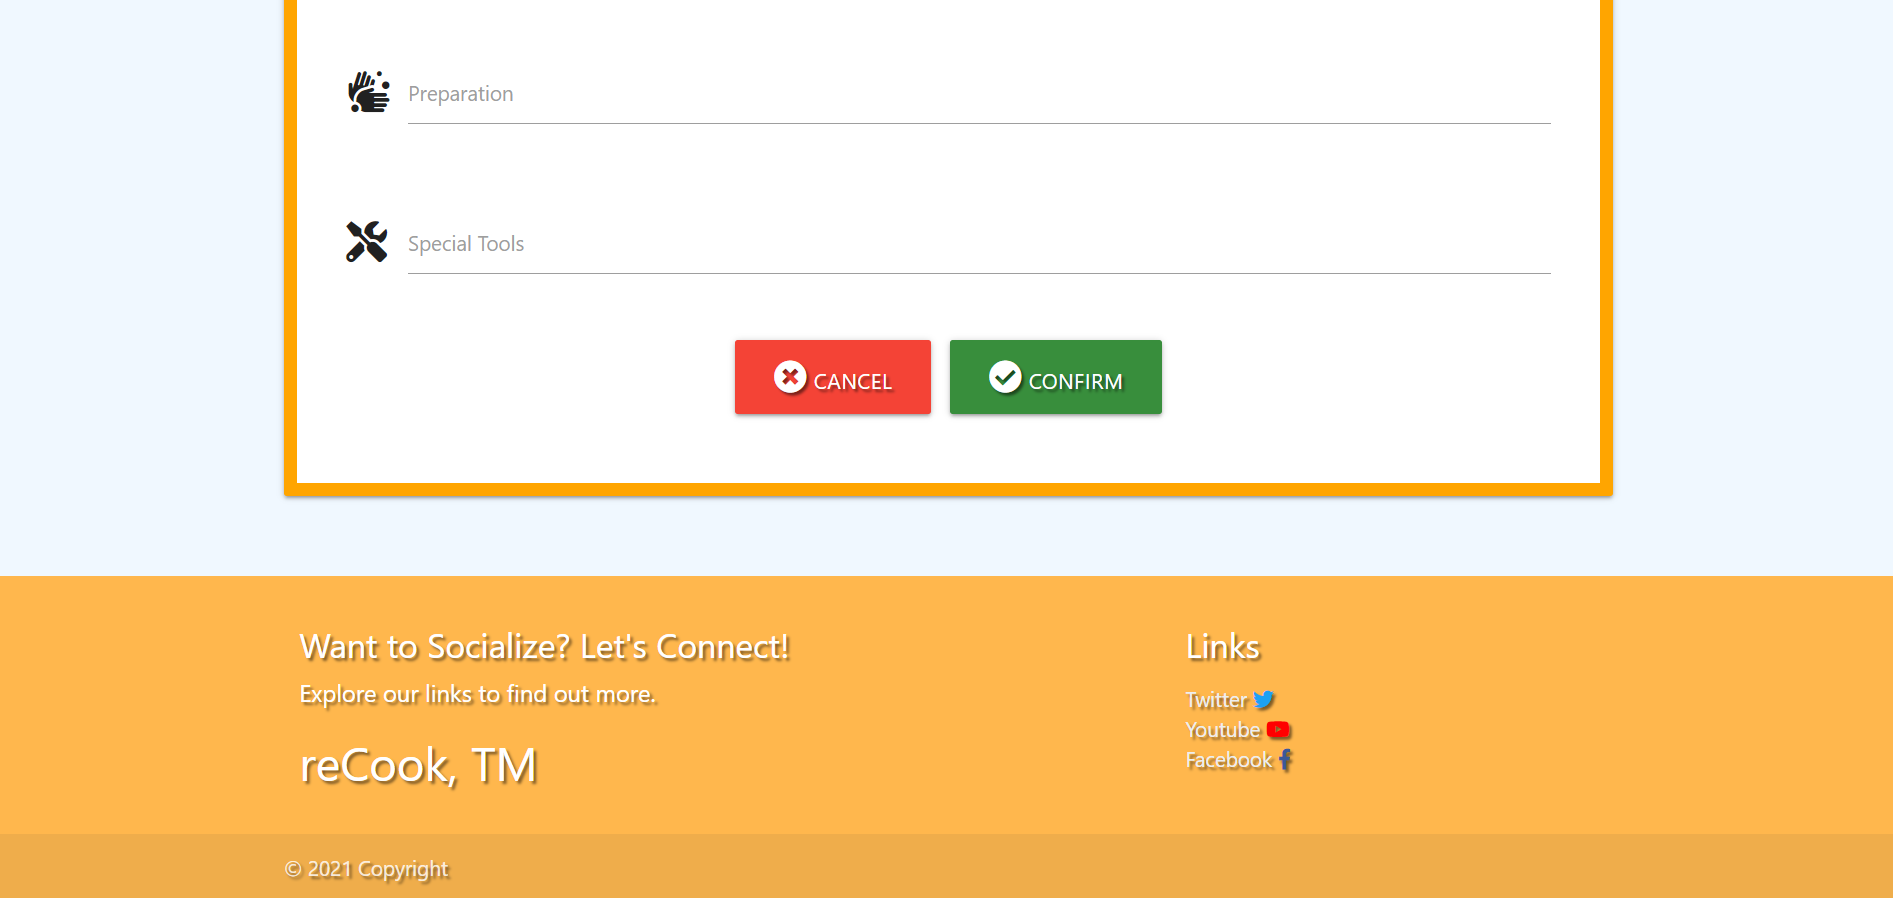 Preparation
Special Tools
CANCEL
CONFIRM
Want to Socialize? Let's Connect!
Explore our links to find out more.
reCook, TM
Links
Twitter
Youtube
Facebook
© 2021 Copyright